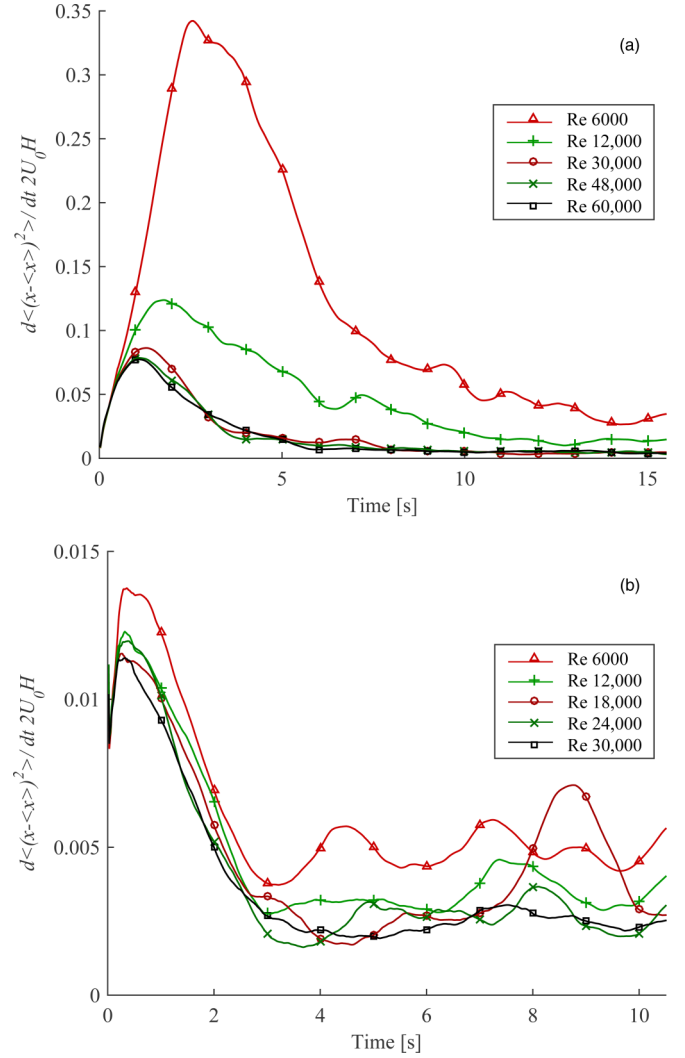 (a)
0.35
0.3
0.25
0.2
0.15
0.1
0.05
0
d<(x-<x>)²>/ dt 2U₀H
Re 6000
Re 12,000
Re 30,000
Re 48,000
Re 60,000
0 5 10 15
Time [s]
(b)
0.015
0.01
0.005
0
d<(x-<x>)²>/ dt 2U₀H
Re 6000
Re 12,000
Re 18,000
Re 24,000
Re 30,000
0 2 4 6 8 10
Time [s]